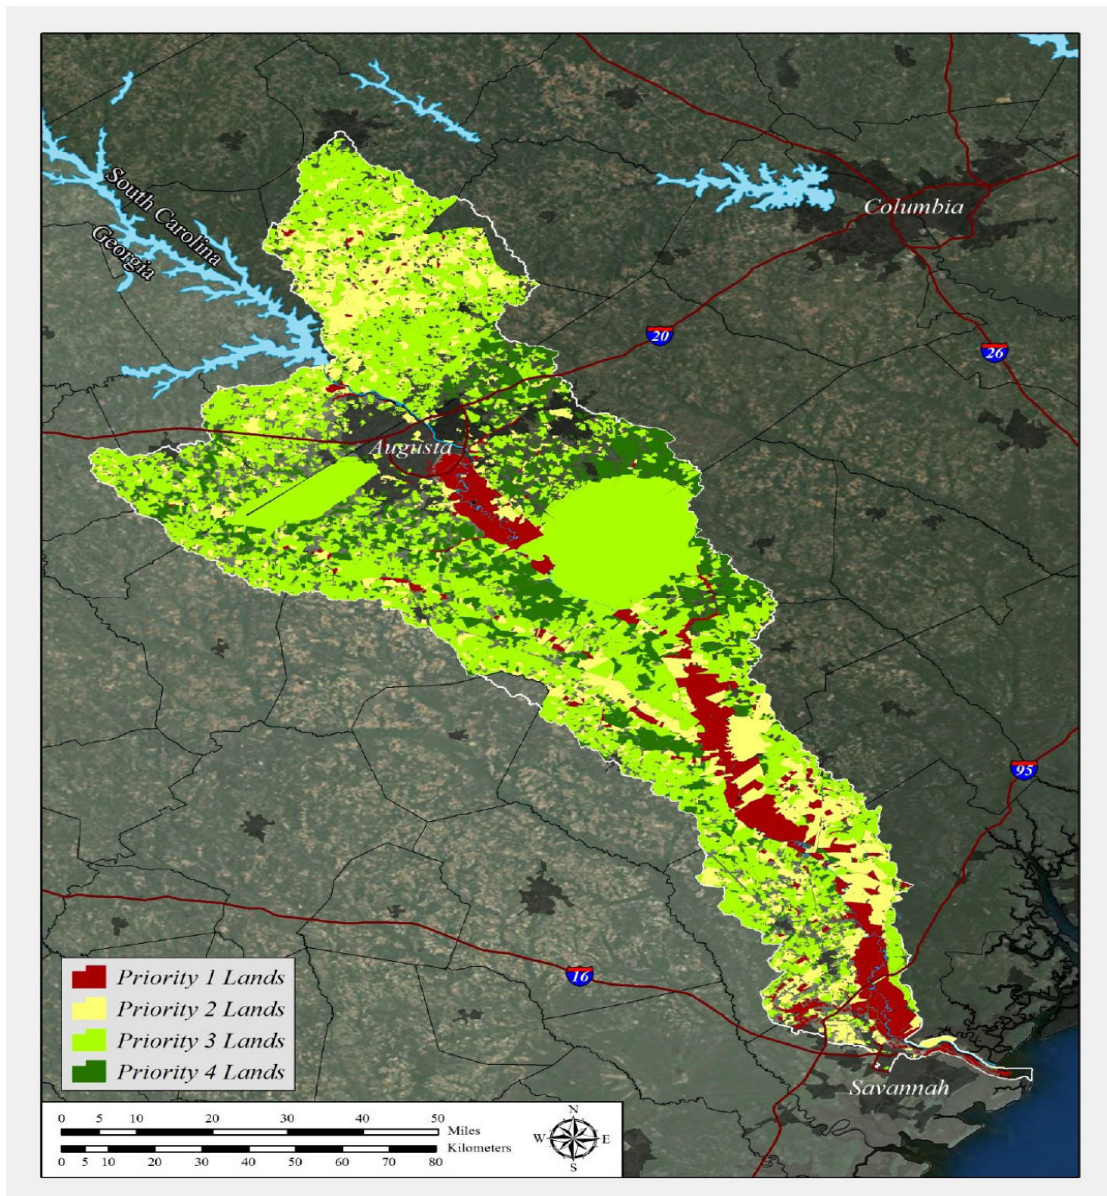 South Carolina
Georgia
Columbia
20
26
Augusta
95
16
Priority 1 Lands
Priority 2 Lands
Priority 3 Lands
Priority 4 Lands
Savannah
0 5 10 20 30 40 50
Miles
Kilometers
0 5 10 20 30 40 50 60 70 80
N
W E
S